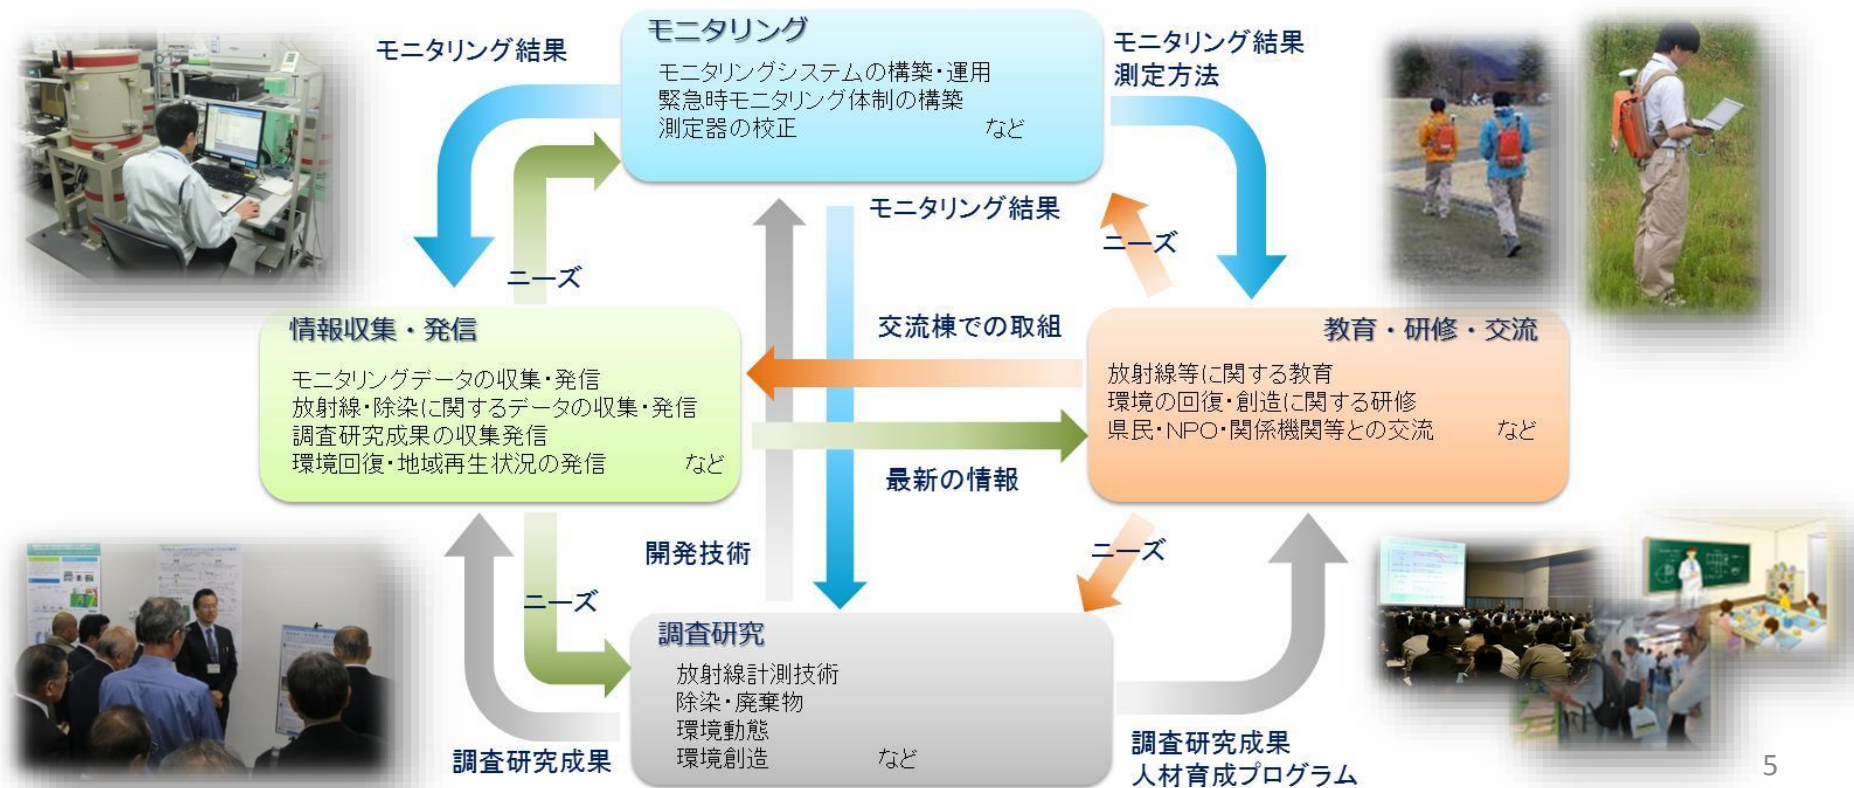 モニタリング
モニタリングシステムの構築・運用
緊急時モニタリング体制の構築
測定器の校正 など
モニタリング結果
モニタリング結果
測定方法
モニタリング結果
ニーズ
ニーズ
情報収集・発信
モニタリングデータの収集・発信
放射線・除染に関するデータの収集・発信
調査研究成果の収集発信
環境回復・地域再生状況の発信 など
交流棟での取組
最新の情報
教育・研修・交流
放射線等に関する教育
環境の回復・創造に関する研修
県民・NPO・関係機関等との交流 など
開発技術
ニーズ
ニーズ
調査研究
放射線計測技術
除染・廃棄物
環境動態
環境創造 など
調査研究成果
調査研究成果
人材育成プログラム
5